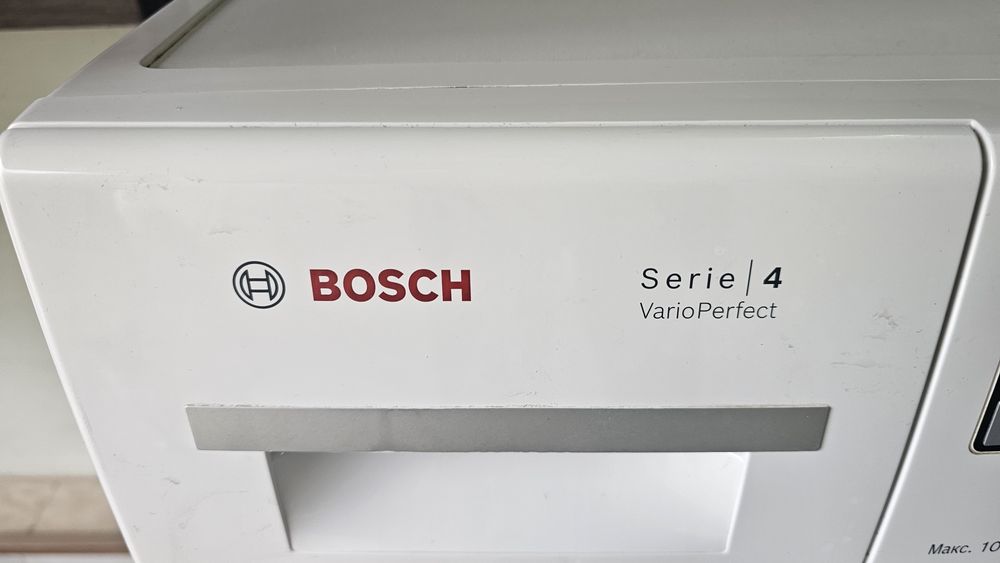 BOSCH
Serie | 4
VarioPerfect
Макс. 10